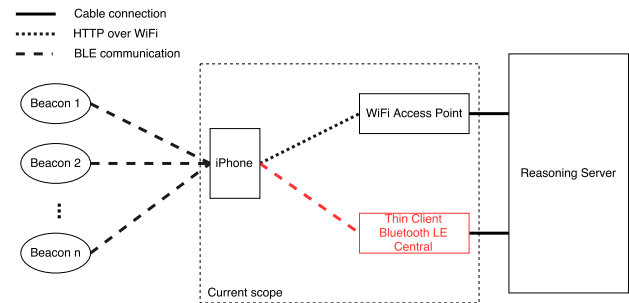 Cable connection
HTTP over WiFi
BLE communication
Beacon 1
Beacon 2
Beacon n
iPhone
WiFi Access Point
Thin Client
Bluetooth LE
Central
Reasoning Server
Current scope